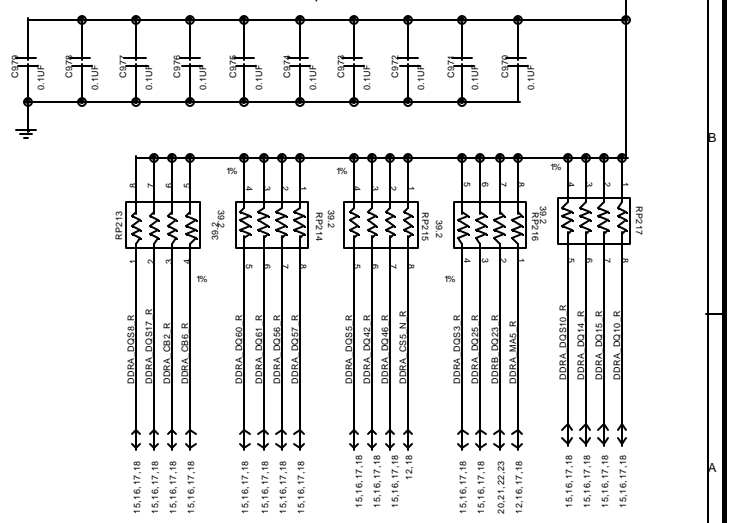 C979 0.1UF
C978 0.1UF
C977 0.1UF
C976 0.1UF
C975 0.1UF
C974 0.1UF
C973 0.1UF
C972 0.1UF
C971 0.1UF
C970 0.1UF
B
1% 1% 1%
8 7 6 5
4 3 2 1
4 3 2 1
5 6 7 8
4 3 2 1
RP213 39.2
39.2
RP214 39.2
RP215 39.2
RP216 39.2
RP217
1 2 3 4
5 6 7 8
5 6 7 8
4 3 2 1
5 6 7 8
1% 1%
DDRA_DQS8_R
DDRA_DQS17_R
DDRA_CB2_R
DDRA_CB6_R
DDRA_DQ60_R
DDRA_DQ61_R
DDRA_DQ56_R
DDRA_DQ57_R
DDRA_DQS5_R
DDRA_DQ42_R
DDRA_DQ46_R
DDRA_CS5_N_R
DDRA_DQS3_R
DDRA_DQ25_R
DDRB_DQ23_R
DDRA_MA5_R
DDRA_DQS10_R
DDRA_DQ14_R
DDRA_DQ15_R
DDRA_DQ10_R
15,16,17,18
15,16,17,18
15,16,17,18
15,16,17,18
15,16,17,18
15,16,17,18
15,16,17,18
15,16,17,18
15,16,17,18
15,16,17,18
15,16,17,18
12,18
15,16,17,18
15,16,17,18
20,21,22,23
12,16,17,18
15,16,17,18
15,16,17,18
15,16,17,18
15,16,17,18
A